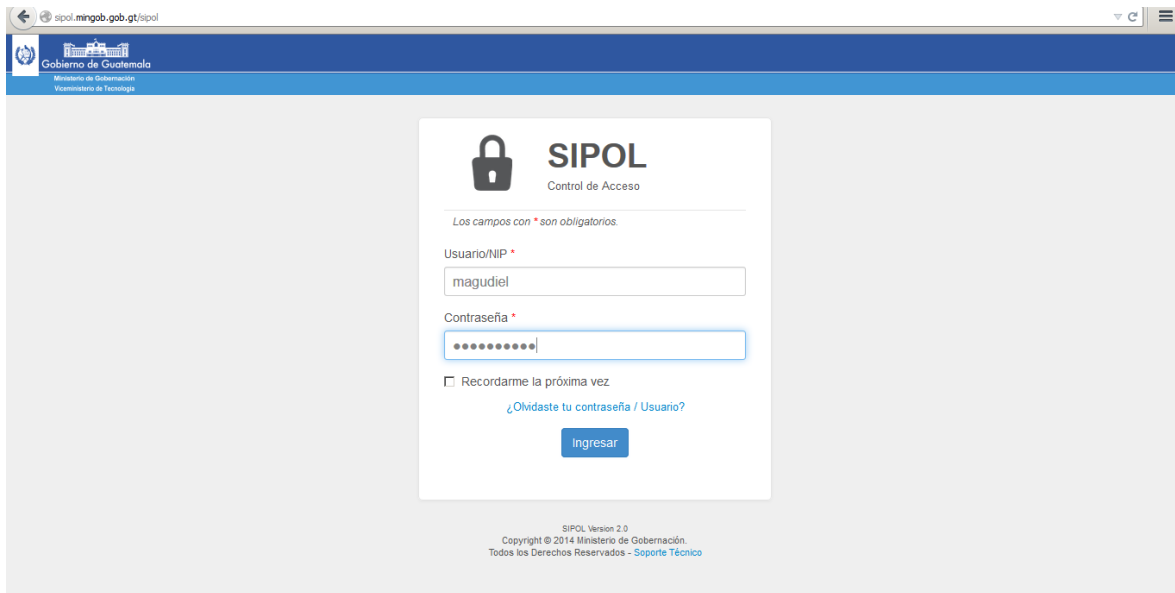 sipol.mingob.gob.gt/sipol
Gobierno de Guatemala
Ministerio de Gobernación
Viceministerio de Tecnología
SIPOL
Control de Acceso
Los campos con * son obligatorios.
Usuario/NIP *
magudiel
Contraseña *
●●●●●●●●●●
Recordarme la próxima vez
¿Olvidaste tu contraseña / Usuario?
Ingresar
SIPOL Version 2.0
Copyright © 2014 Ministerio de Gobernación.
Todos los Derechos Reservados - Soporte Técnico